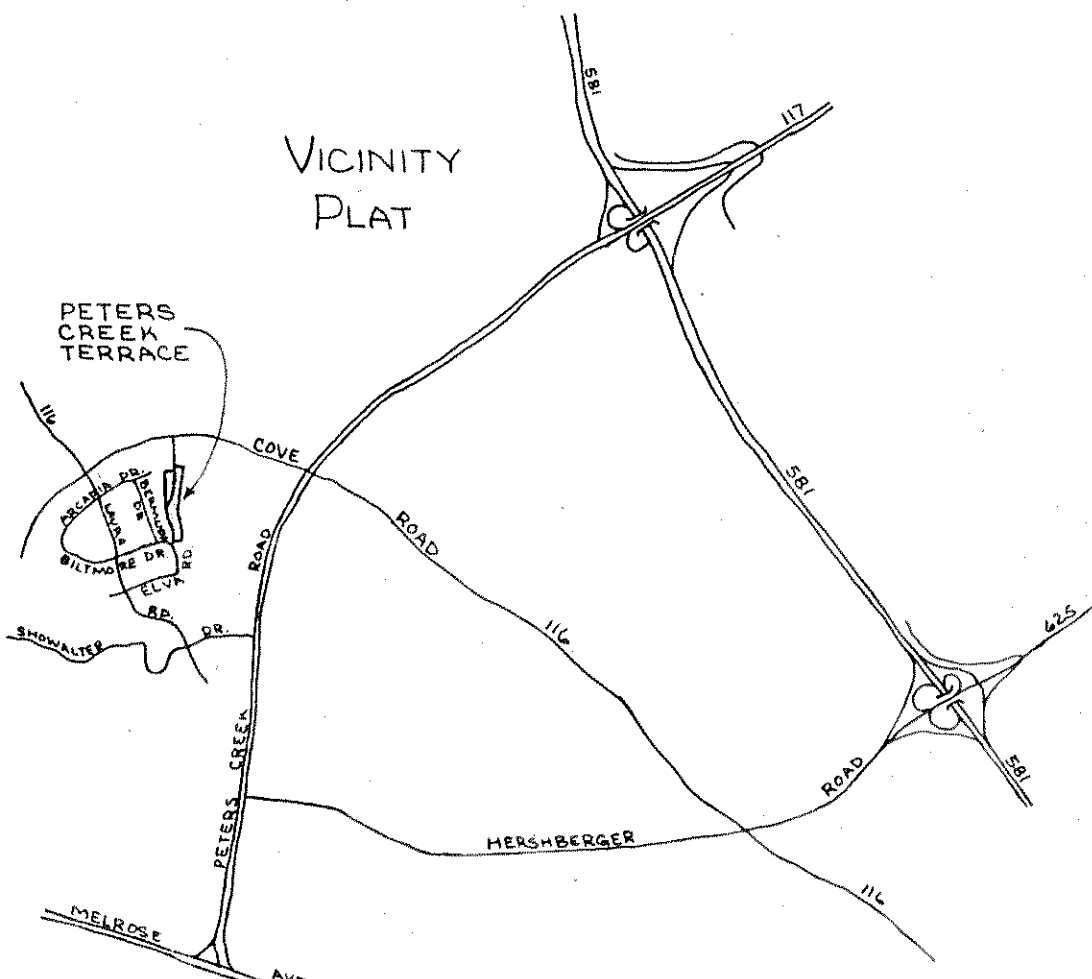 VICINITY
PLAT
581
117
PETERS
CREEK
TERRACE
116
COVE
ROAD
ARCADIA DR.
BERMUDA
DR
LAURA
RD.
BILTMORE DR.
ELVA RD.
SHOWALTER DR.
ROAD
581
116
625
PETERS CREEK
ROAD
581
HERSHBERGER
116
MELROSE
AVE